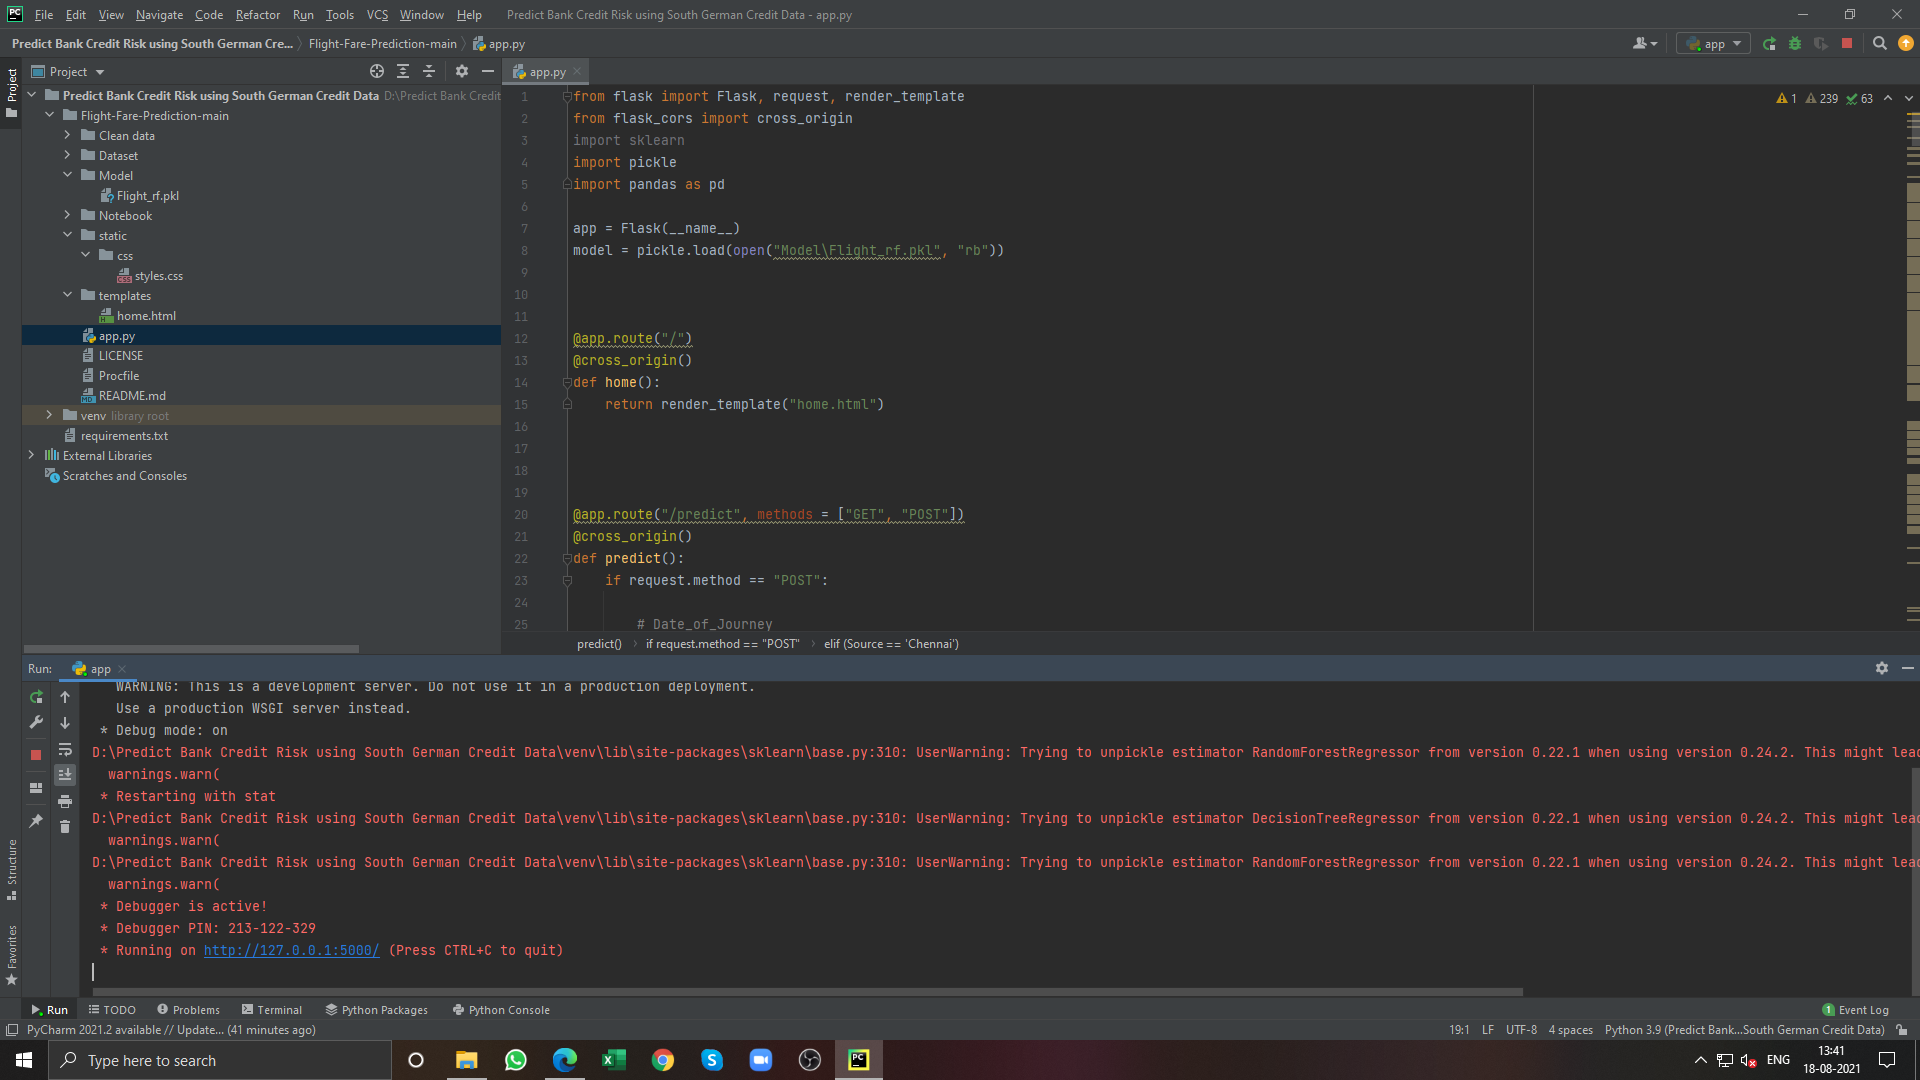 PC File Edit View Navigate Code Refactor Run Tools VCS Window Help Predict Bank Credit Risk using South German Credit Data - app.py
Predict Bank Credit Risk using South German Cre... Flight-Fare-Prediction-main app.py
app
Project
app.py
Project
Predict Bank Credit Risk using South German Credit Data D:\Predict Bank Credit
Flight-Fare-Prediction-main
Clean data
Dataset
Model
Flight_rf.pkl
Notebook
static
css
styles.css
templates
home.html
app.py
LICENSE
Procfile
README.md
venv library root
requirements.txt
External Libraries
Scratches and Consoles
1 from flask import Flask, request, render_template
2 from flask_cors import cross_origin
3 import sklearn
4 import pickle
5 import pandas as pd
6
7 app = Flask(__name__)
8 model = pickle.load(open("Model\Flight_rf.pkl", "rb"))
9
10
11
12 @app.route("/")
13 @cross_origin()
14 def home():
15 return render_template("home.html")
16
17
18
19
20 @app.route("/predict", methods = ["GET", "POST"])
21 @cross_origin()
22 def predict():
23 if request.method == "POST":
24
25 # Date_of_Journey
1 239 63
predict() if request.method == "POST" elif (Source == 'Chennai')
Run: app
WARNING: This is a development server. Do not use it in a production deployment.
Use a production WSGI server instead.
* Debug mode: on
D:\Predict Bank Credit Risk using South German Credit Data\venv\lib\site-packages\sklearn\base.py:310: UserWarning: Trying to unpickle estimator RandomForestRegressor from version 0.22.1 when using version 0.24.2. This might lead
warnings.warn(
* Restarting with stat
D:\Predict Bank Credit Risk using South German Credit Data\venv\lib\site-packages\sklearn\base.py:310: UserWarning: Trying to unpickle estimator DecisionTreeRegressor from version 0.22.1 when using version 0.24.2. This might lead
warnings.warn(
D:\Predict Bank Credit Risk using South German Credit Data\venv\lib\site-packages\sklearn\base.py:310: UserWarning: Trying to unpickle estimator RandomForestRegressor from version 0.22.1 when using version 0.24.2. This might lead
warnings.warn(
* Debugger is active!
* Debugger PIN: 213-122-329
* Running on http://127.0.0.1:5000/ (Press CTRL+C to quit)
Structure
Favorites
Run TODO Problems Terminal Python Packages Python Console 1 Event Log
PyCharm 2021.2 available // Update... (41 minutes ago) 19:1 LF UTF-8 4 spaces Python 3.9 (Predict Bank...South German Credit Data)
Type here to search
PC
ENG
13:41
18-08-2021